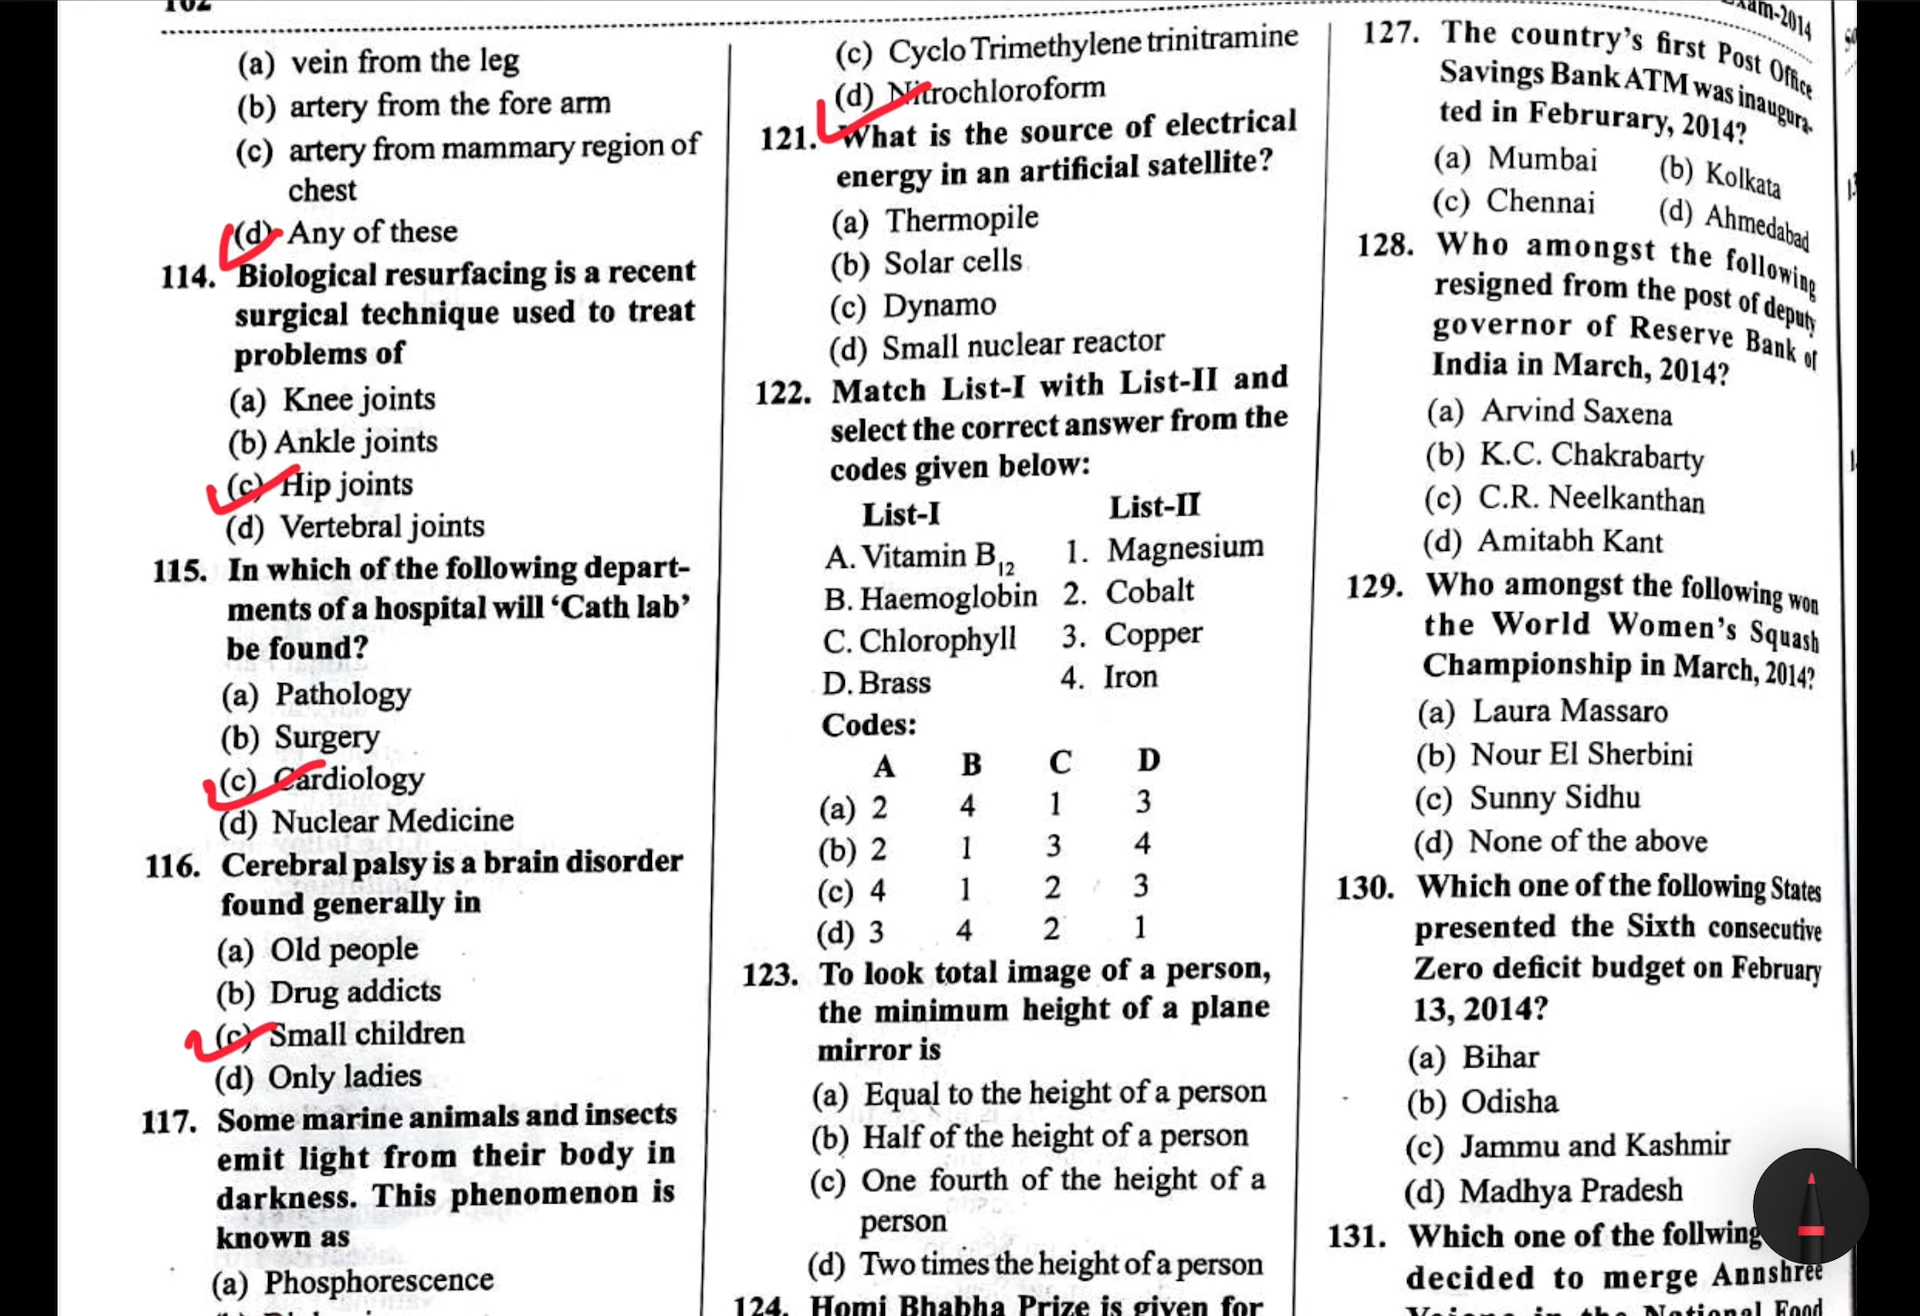 102
(a) vein from the leg
(b) artery from the fore arm
(c) artery from mammary region of
chest
(d) Any of these
114. Biological resurfacing is a recent
surgical technique used to treat
problems of
(a) Knee joints
(b) Ankle joints
(c) Hip joints
(d) Vertebral joints
115. In which of the following depart-
ments of a hospital will ‘Cath lab’
be found?
(a) Pathology
(b) Surgery
(c) Cardiology
(d) Nuclear Medicine
116. Cerebral palsy is a brain disorder
found generally in
(a) Old people
(b) Drug addicts
(c) Small children
(d) Only ladies
117. Some marine animals and insects
emit light from their body in
darkness. This phenomenon is
known as
(a) Phosphorescence
(c) Cyclo Trimethylene trinitramine
(d) Nitrochloroform
121. What is the source of electrical
energy in an artificial satellite?
(a) Thermopile
(b) Solar cells
(c) Dynamo
(d) Small nuclear reactor
122. Match List-I with List-II and
select the correct answer from the
codes given below:
List-I List-II
A. Vitamin B12 1. Magnesium
B. Haemoglobin 2. Cobalt
C. Chlorophyll 3. Copper
D. Brass 4. Iron
Codes:
A B C D
(a) 2 4 1 3
(b) 2 1 3 4
(c) 4 1 2 3
(d) 3 4 2 1
123. To look total image of a person,
the minimum height of a plane
mirror is
(a) Equal to the height of a person
(b) Half of the height of a person
(c) One fourth of the height of a
person
(d) Two times the height of a person
124. Homi Bhabha Prize is given for
Exam-2014
127. The country’s first Post Office
Savings Bank ATM was inaugura-
ted in Februrary, 2014?
(a) Mumbai (b) Kolkata
(c) Chennai (d) Ahmedabad
128. Who amongst the following
resigned from the post of deputy
governor of Reserve Bank of
India in March, 2014?
(a) Arvind Saxena
(b) K.C. Chakrabarty
(c) C.R. Neelkanthan
(d) Amitabh Kant
129. Who amongst the following won
the World Women’s Squash
Championship in March, 2014?
(a) Laura Massaro
(b) Nour El Sherbini
(c) Sunny Sidhu
(d) None of the above
130. Which one of the following States
presented the Sixth consecutive
Zero deficit budget on February
13, 2014?
(a) Bihar
(b) Odisha
(c) Jammu and Kashmir
(d) Madhya Pradesh
131. Which one of the follwing
decided to merge Annshree
Yojana in the National Food